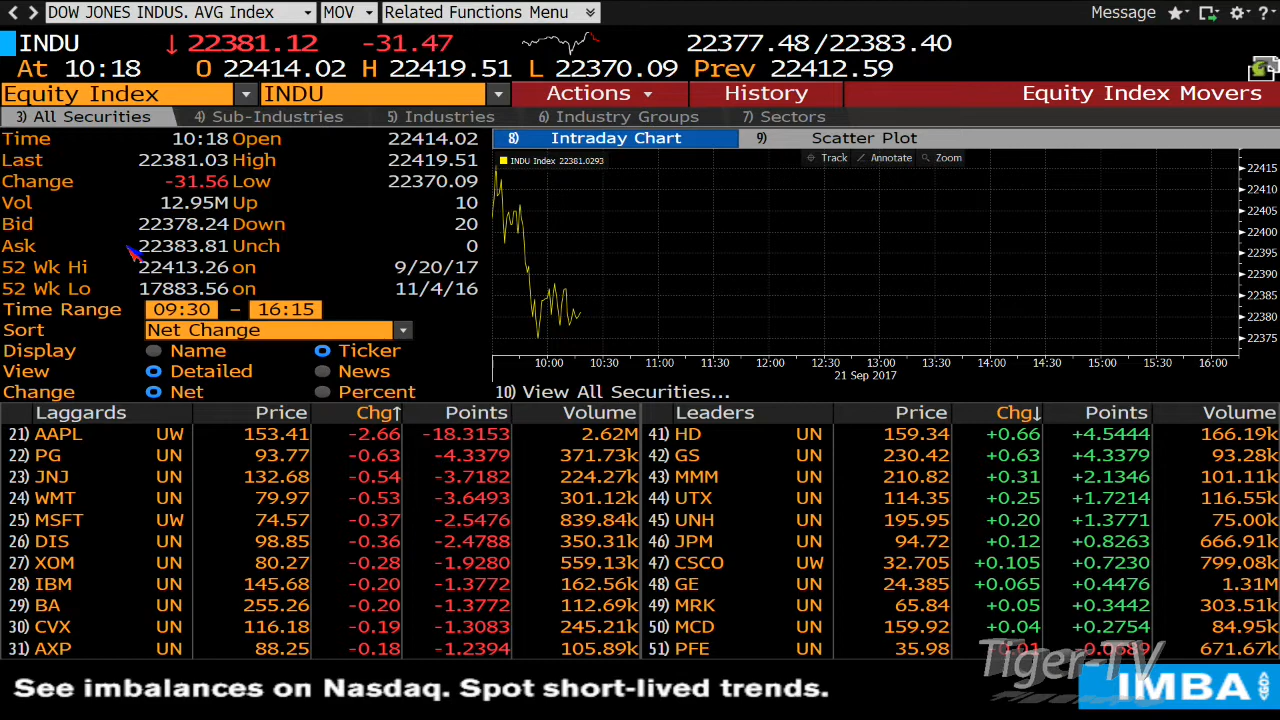 DOW JONES INDUS. AVG Index MOV Related Functions Menu Message
INDU 22381.12 -31.47 22377.48/22383.40
At 10:18 O 22414.02 H 22419.51 L 22370.09 Prev 22412.59
Equity Index INDU Actions History Equity Index Movers
3) All Securities 4) Sub-Industries 5) Industries 6) Industry Groups 7) Sectors
Time 10:18 Open 22414.02 8) Intraday Chart 9) Scatter Plot
Last 22381.03 High 22419.51 INDU Index 22381.0293 Track Annotate Zoom
Change -31.56 Low 22370.09
Vol 12.95M Up 10
Bid 22378.24 Down 20
Ask 22383.81 Unch 0
52 Wk Hi 22413.26 on 9/20/17
52 Wk Lo 17883.56 on 11/4/16
Time Range 09:30 - 16:15
Sort Net Change
Display Name Ticker
View Detailed News
Change Net Percent
22415
22410
22405
22400
22395
22390
22385
22380
22375
10:00 10:30 11:00 11:30 12:00 12:30 13:00 13:30 14:00 14:30 15:00 15:30 16:00
21 Sep 2017
10) View All Securities...
Laggards Price Chg↑ Points Volume Leaders Price Chg↓ Points Volume
21) AAPL UW 153.41 -2.66 -18.3153 2.62M 41) HD UN 159.34 +0.66 +4.5444 166.19k
22) PG UN 93.77 -0.63 -4.3379 371.73k 42) GS UN 230.42 +0.63 +4.3379 93.28k
23) JNJ UN 132.68 -0.54 -3.7182 224.27k 43) MMM UN 210.82 +0.31 +2.1346 101.11k
24) WMT UN 79.97 -0.53 -3.6493 301.12k 44) UTX UN 114.35 +0.25 +1.7214 116.55k
25) MSFT UW 74.57 -0.37 -2.5476 839.84k 45) UNH UN 195.95 +0.20 +1.3771 75.00k
26) DIS UN 98.85 -0.36 -2.4788 350.31k 46) JPM UN 94.72 +0.12 +0.8263 666.91k
27) XOM UN 80.27 -0.28 -1.9280 559.13k 47) CSCO UW 32.705 +0.105 +0.7230 799.08k
28) IBM UN 145.68 -0.20 -1.3772 162.56k 48) GE UN 24.385 +0.065 +0.4476 1.31M
29) BA UN 255.26 -0.20 -1.3772 112.69k 49) MRK UN 65.84 +0.05 +0.3442 303.51k
30) CVX UN 116.18 -0.19 -1.3083 245.21k 50) MCD UN 159.92 +0.04 +0.2754 84.95k
31) AXP UN 88.25 -0.18 -1.2394 105.89k 51) PFE UN 35.98 -0.01 -0.0689 671.67k
Tiger-TV
See imbalances on Nasdaq. Spot short-lived trends. IMBA GO